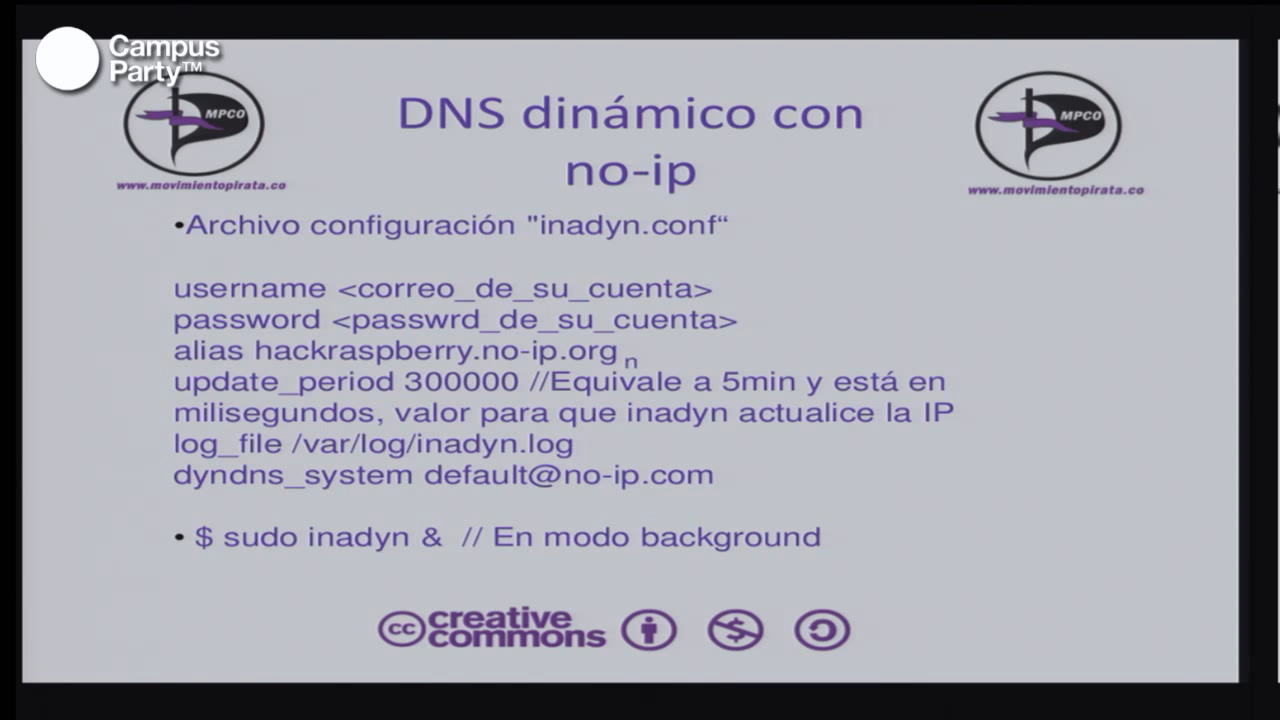 Campus
Party™
MPCO
www.movimientopirata.co
MPCO
www.movimientopirata.co
DNS dinámico con
no-ip
•Archivo configuración "inadyn.conf“
username <correo_de_su_cuenta>
password <passwrd_de_su_cuenta>
alias hackraspberry.no-ip.org n
update_period 300000 //Equivale a 5min y está en
milisegundos, valor para que inadyn actualice la IP
log_file /var/log/inadyn.log
dyndns_system default@no-ip.com
• $ sudo inadyn & // En modo background
cc creative
commons